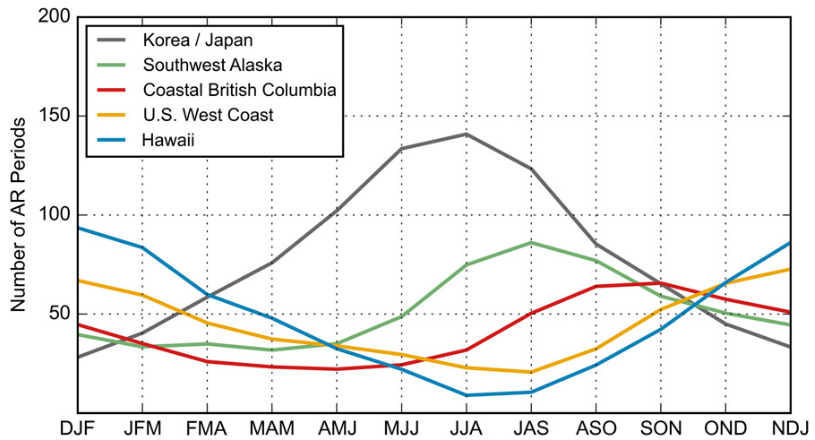 200
150
100
50
Number of AR Periods
Korea / Japan
Southwest Alaska
Coastal British Columbia
U.S. West Coast
Hawaii
DJF JFM FMA MAM AMJ MJJ JJA JAS ASO SON OND NDJ